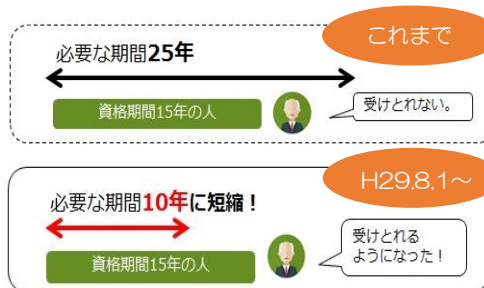 これまで
必要な期間25年
資格期間15年の人
受けとれない。
H29.8.1～
必要な期間10年に短縮！
資格期間15年の人
受けとれる
ようになった！